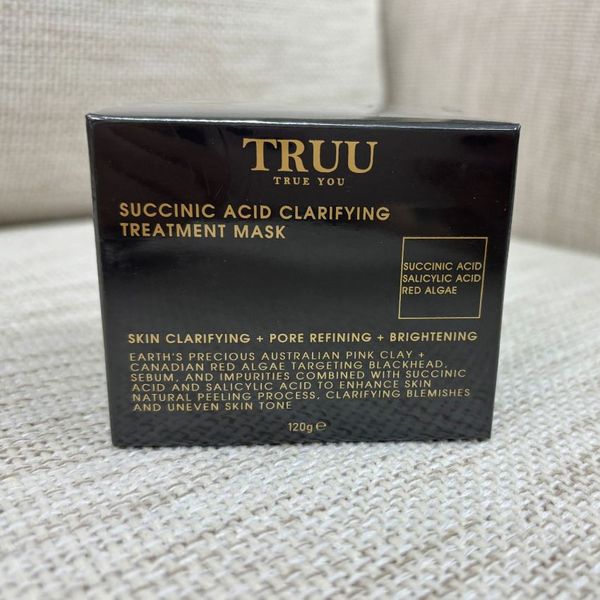 TRUU
TRUE YOU
SUCCINIC ACID CLARIFYING
TREATMENT MASK
SUCCINIC ACID
SALICYLIC ACID
RED ALGAE
SKIN CLARIFYING + PORE REFINING + BRIGHTENING
EARTH'S PRECIOUS AUSTRALIAN PINK CLAY +
CANADIAN RED ALGAE TARGETING BLACKHEAD,
SEBUM, AND IMPURITIES COMBINED WITH SUCCINIC
ACID AND SALICYLIC ACID TO ENHANCE SKIN
NATURAL PEELING PROCESS, CLARIFYING BLEMISHES
AND UNEVEN SKIN TONE
120g ℮